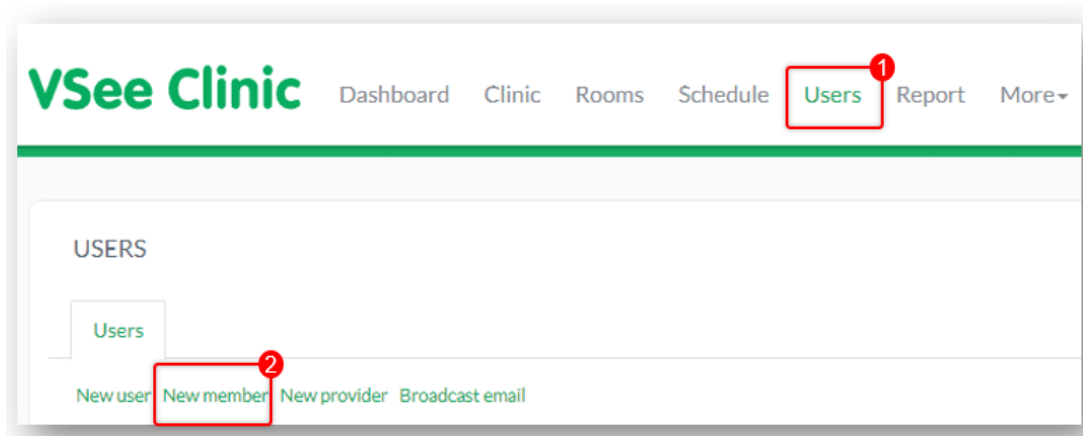 VSee Clinic Dashboard Clinic Rooms Schedule Users 1 Report More
USERS
Users
2
New user New member New provider Broadcast email